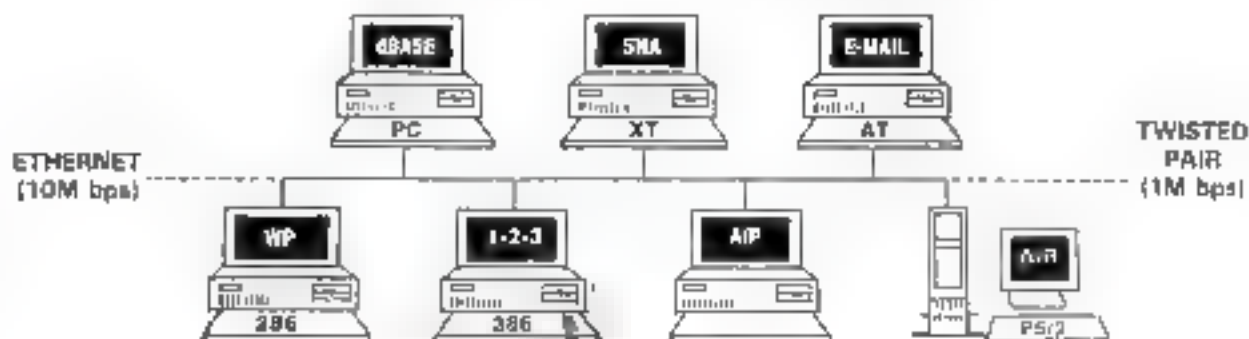 dBASE
SNA
E-MAIL
PC
XT
AT
ETHERNET
(10M bps)
TWISTED
PAIR
(1M bps)
WP
1-2-3
A/P
A/R
286
386
PS/2